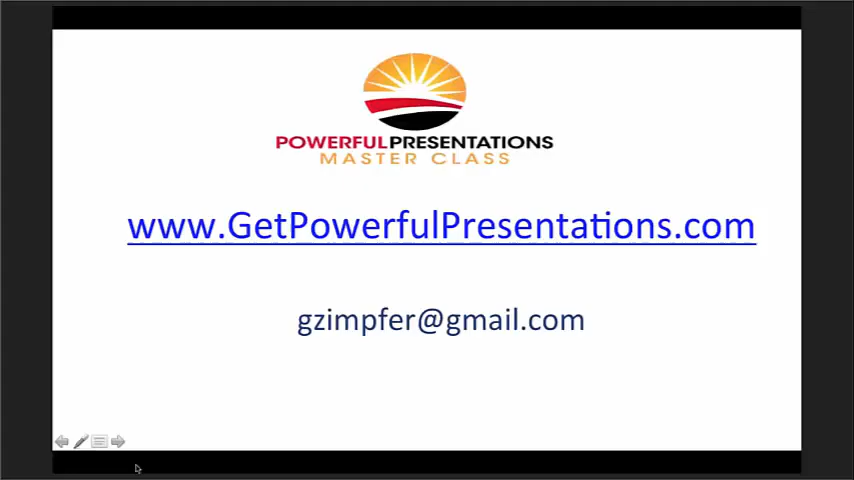 POWERFULPRESENTATIONS
MASTER CLASS
www.GetPowerfulPresentations.com
gzimpfer@gmail.com